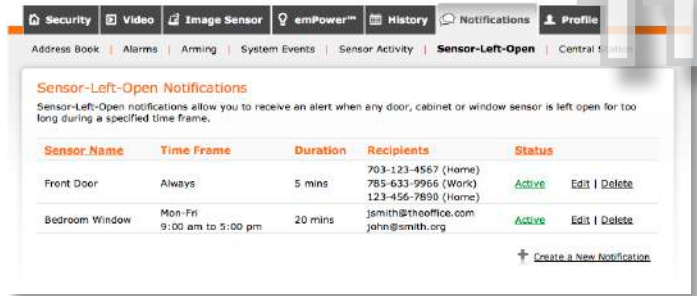 Security Video Image Sensor emPower™ History Notifications Profile
Address Book | Alarms | Arming | System Events | Sensor Activity | Sensor-Left-Open | Central Station
Sensor-Left-Open Notifications
Sensor-Left-Open notifications allow you to receive an alert when any door, cabinet or window sensor is left open for too
long during a specified time frame.
Sensor Name Time Frame Duration Recipients Status
703-123-4567 (Home)
Front Door Always 5 mins 785-633-9966 (Work) Active Edit | Delete
123-456-7890 (Home)
Bedroom Window Mon-Fri 20 mins jsmith@theoffice.com Active Edit | Delete
9:00 am to 5:00 pm john@smith.org
Create a New Notification